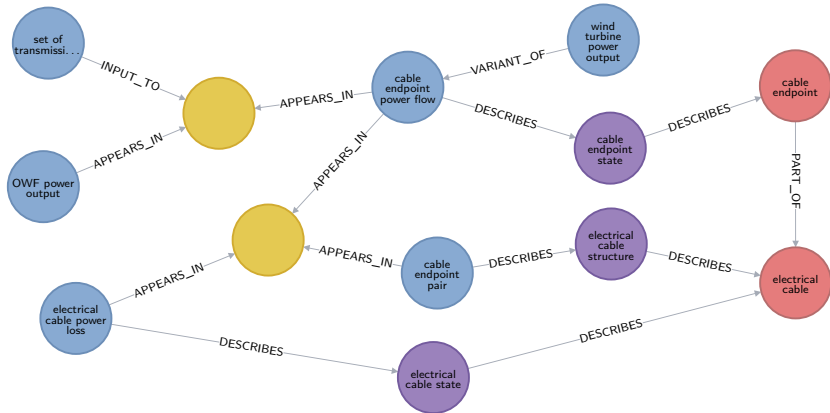 set of
transmissi...
INPUT_TO
wind
turbine
power
output
VARIANT_OF
cable
endpoint
power flow
APPEARS_IN
cable
endpoint
DESCRIBES
cable
endpoint
state
DESCRIBES
APPEARS_IN
OWF power
output
APPEARS_IN
PART_OF
APPEARS_IN
cable
endpoint
pair
DESCRIBES
electrical
cable
structure
DESCRIBES
electrical
cable
APPEARS_IN
electrical
cable power
loss
DESCRIBES
electrical
cable state
DESCRIBES